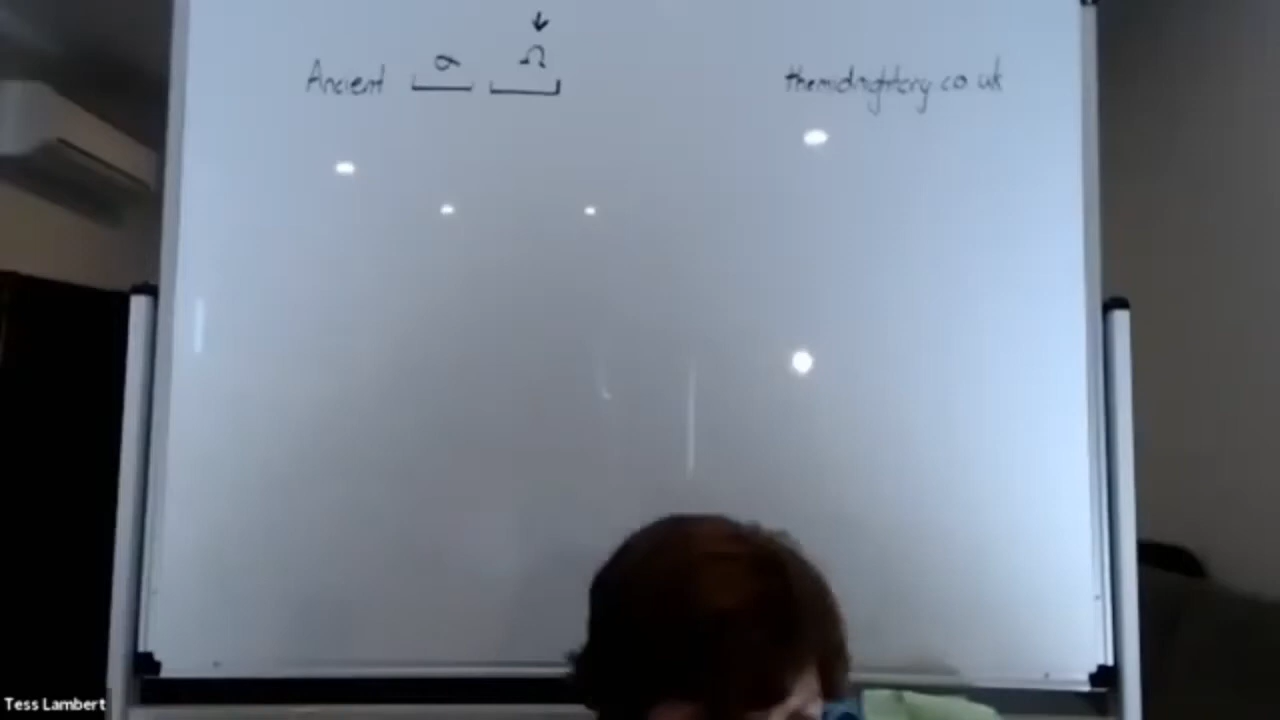 ↓
α Ω
Ancient themidnightcry.co.uk
Tess Lambert